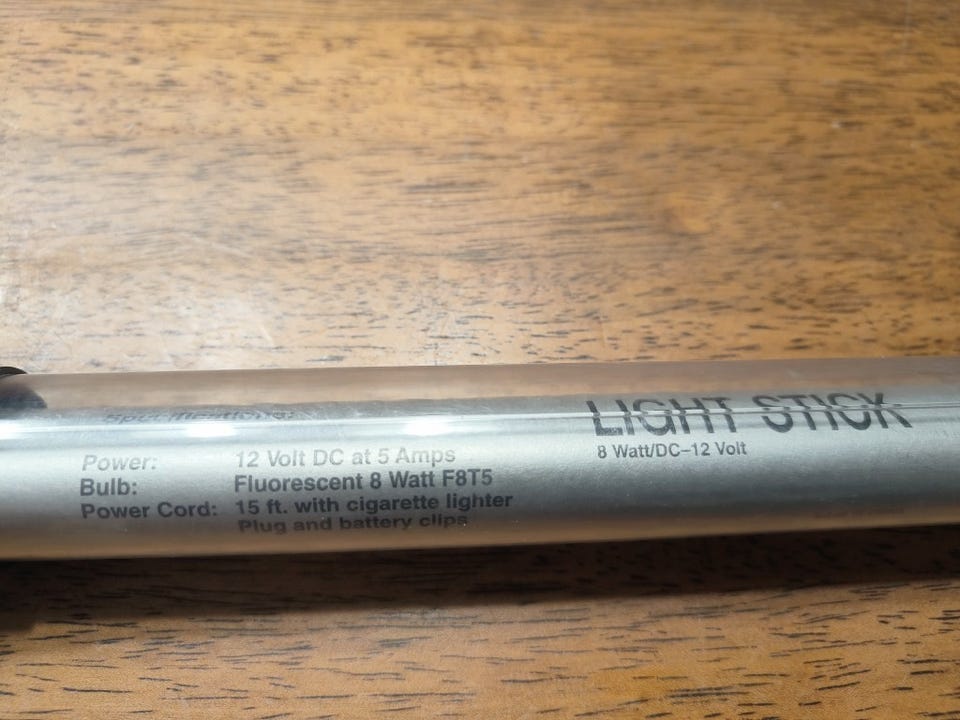 Specifications:
Power: 12 Volt DC at 5 Amps
Bulb: Fluorescent 8 Watt F8T5
Power Cord: 15 ft. with cigarette lighter
Plug and battery clips
LIGHT STICK
8 Watt/DC–12 Volt